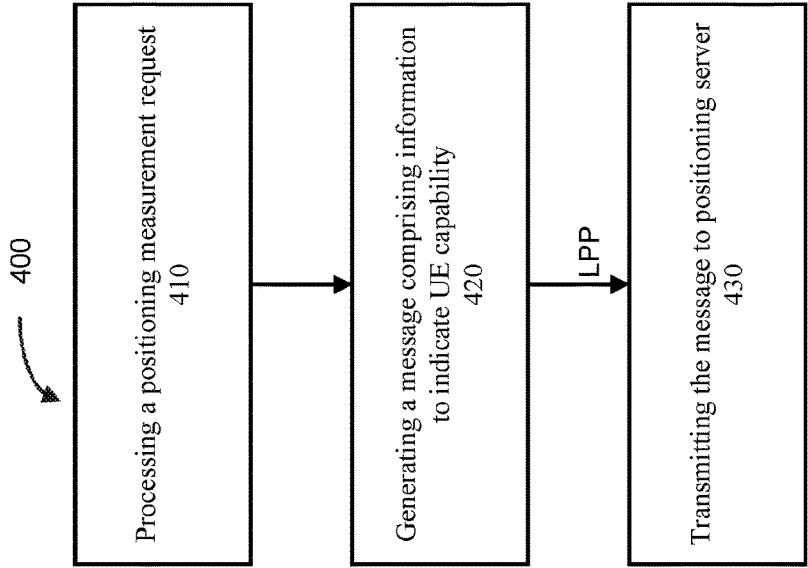 400
Processing a positioning measurement request
410
Generating a message comprising information
to indicate UE capability
420
LPP
Transmitting the message to positioning server
430